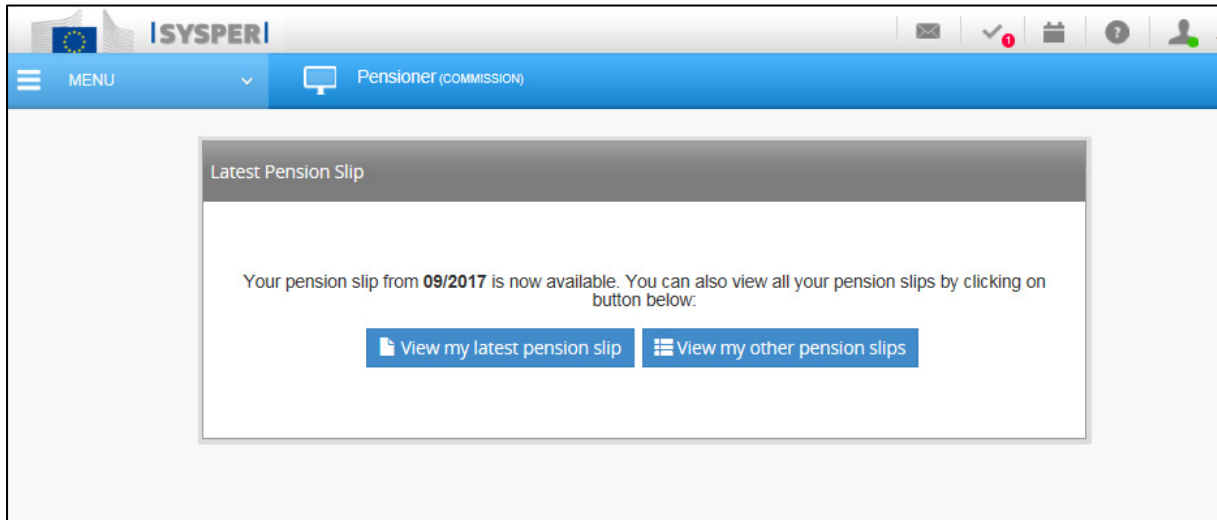 SYSPER
1
?
MENU
Pensioner (COMMISSION)
Latest Pension Slip
Your pension slip from 09/2017 is now available. You can also view all your pension slips by clicking on
button below:
View my latest pension slip
View my other pension slips